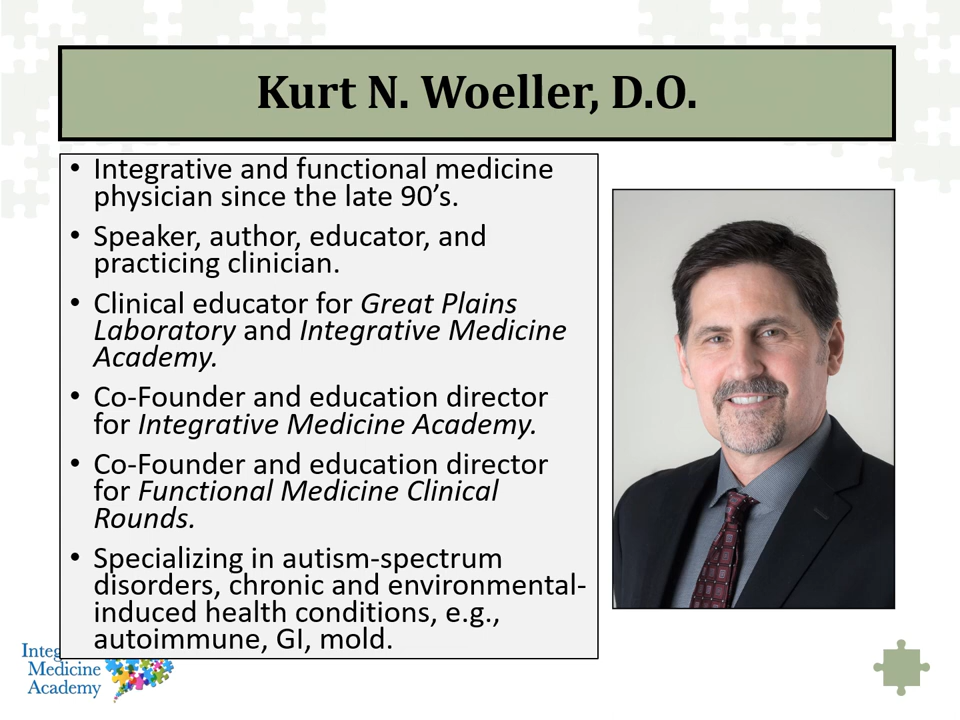 Kurt N. Woeller, D.O.
• Integrative and functional medicine
physician since the late 90’s.
• Speaker, author, educator, and
practicing clinician.
• Clinical educator for Great Plains
Laboratory and Integrative Medicine
Academy.
• Co-Founder and education director
for Integrative Medicine Academy.
• Co-Founder and education director
for Functional Medicine Clinical
Rounds.
• Specializing in autism-spectrum
disorders, chronic and environmental-
induced health conditions, e.g.,
autoimmune, GI, mold.
Medicine
Academy